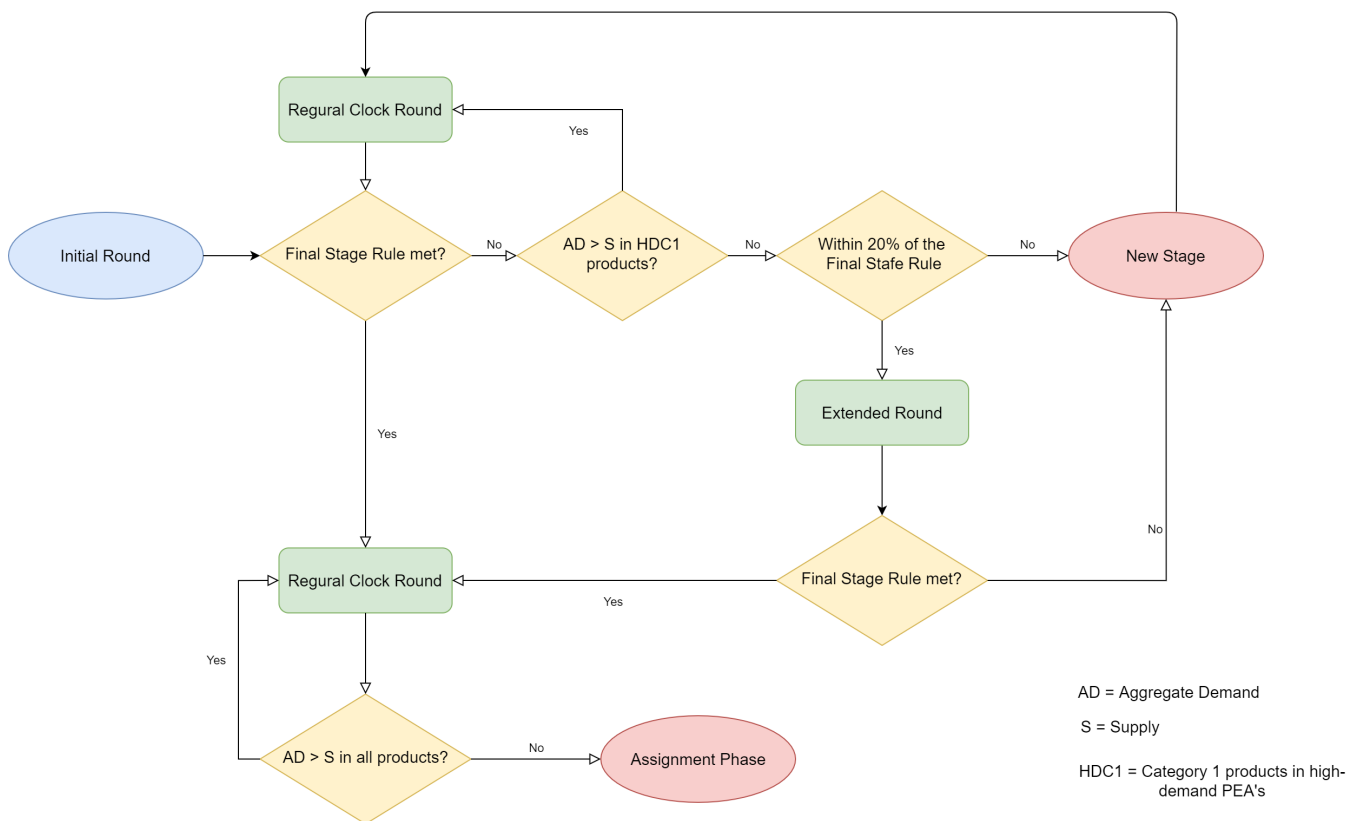 Regural Clock Round
Yes
Initial Round
Final Stage Rule met?
No
AD > S in HDC1
products?
No
Within 20% of the
Final Stafe Rule
No
New Stage
Yes
Extended Round
Yes
No
Regural Clock Round
Final Stage Rule met?
Yes
Yes
AD > S in all products?
No
Assignment Phase
AD = Aggregate Demand
S = Supply
HDC1 = Category 1 products in high-
demand PEA's